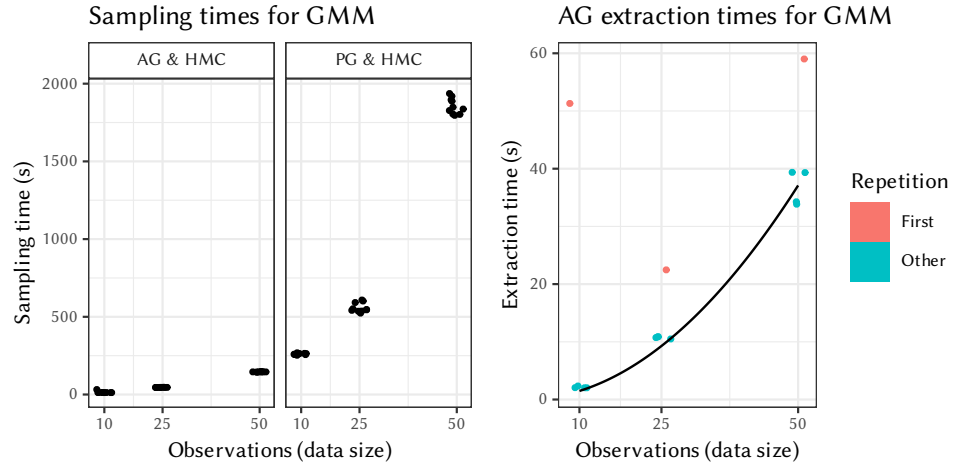 Sampling times for GMM
AG & HMC
PG & HMC
Sampling time (s)
2000
1500
1000
500
0
10
25
50
10
25
50
Observations (data size)
AG extraction times for GMM
Extraction time (s)
60
40
20
0
10
25
50
Observations (data size)
Repetition
First
Other